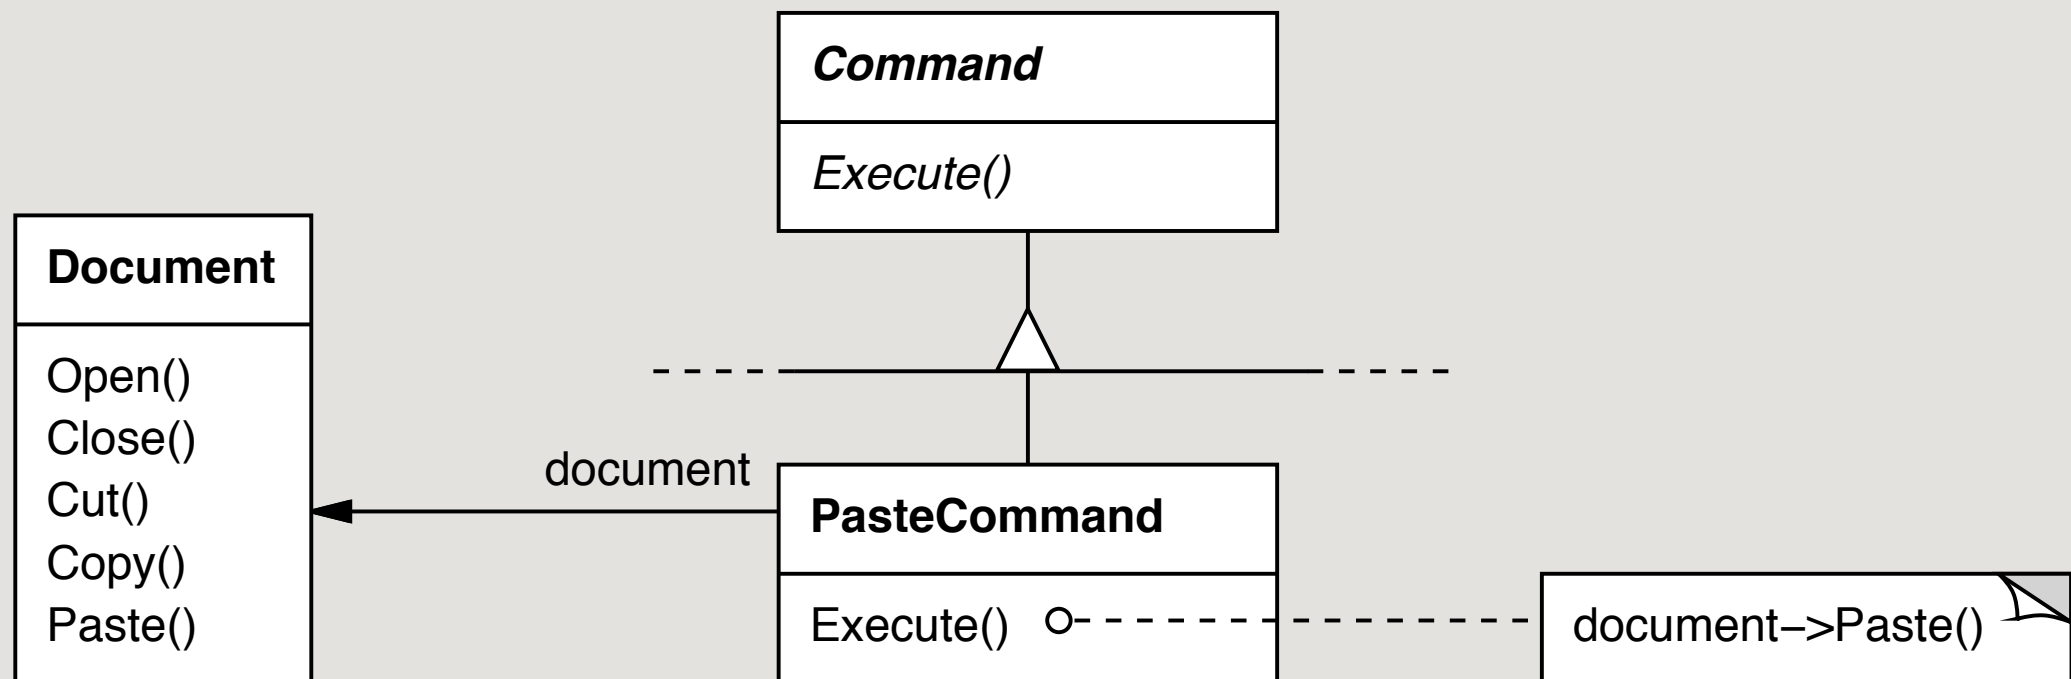 Command
Execute()
Document
Open()
Close()
Cut()
Copy()
Paste()
document
PasteCommand
Execute()
document–>Paste()